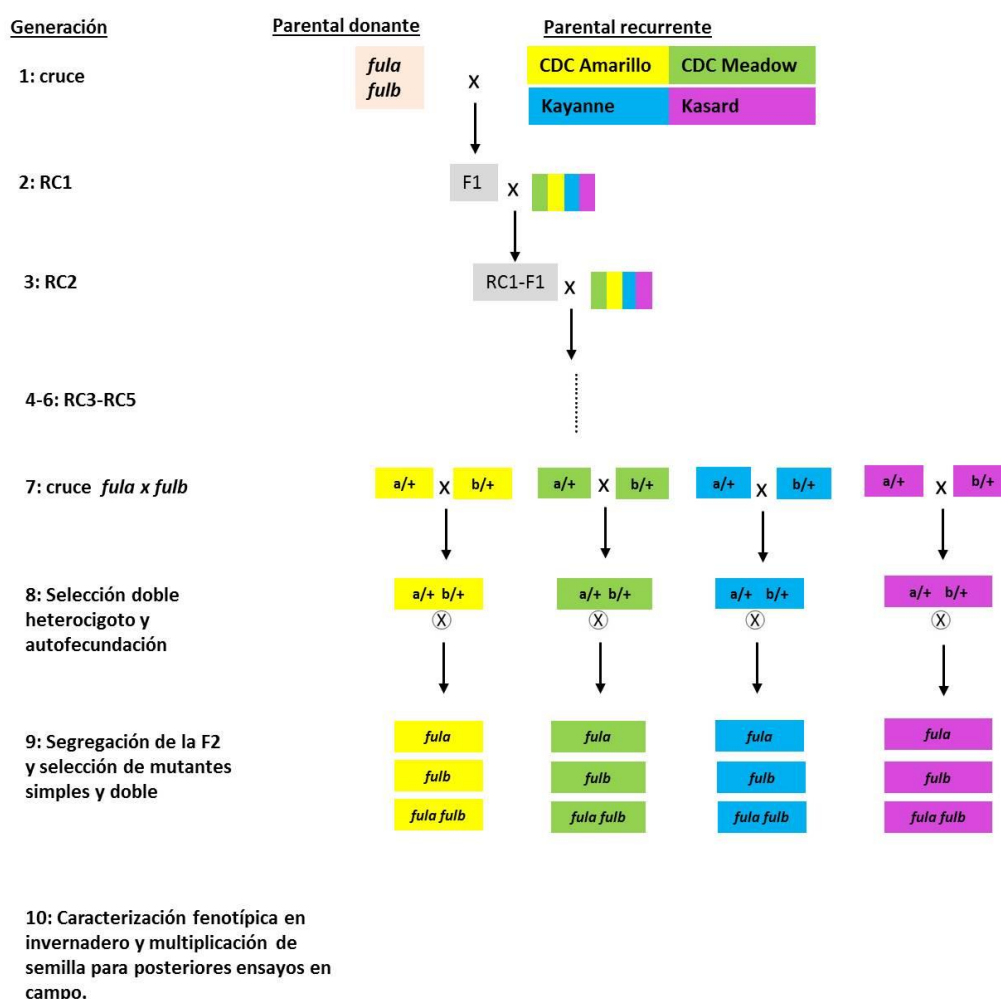 Generación
Parental donante
Parental recurrente
1: cruce
fula
fulb
X
CDC Amarillo CDC Meadow
Kayanne Kasard
2: RC1
F1
X
3: RC2
RC1-F1
X
4-6: RC3-RC5
7: cruce fula x fulb
a/+ X b/+ a/+ X b/+ a/+ X b/+ a/+ X b/+
8: Selección doble
heterocigoto y
autofecundación
a/+ b/+ a/+ b/+ a/+ b/+ a/+ b/+
X X X X
9: Segregación de la F2
y selección de mutantes
simples y doble
fula fula fula fula
fulb fulb fulb fulb
fula fulb fula fulb fula fulb fula fulb
10: Caracterización fenotípica en
invernadero y multiplicación de
semilla para posteriores ensayos en
campo.